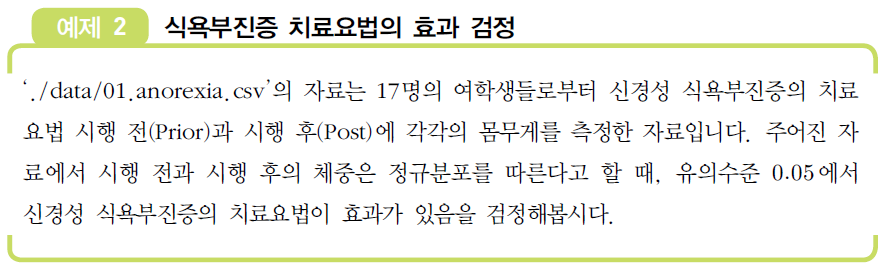 예제 2 식욕부진증 치료요법의 효과 검정
‘./data/01.anorexia.csv’의 자료는 17명의 여학생들로부터 신경성 식욕부진증의 치료
요법 시행 전(Prior)과 시행 후(Post)에 각각의 몸무게를 측정한 자료입니다. 주어진 자
료에서 시행 전과 시행 후의 체중은 정규분포를 따른다고 할 때, 유의수준 0.05에서
신경성 식욕부진증의 치료요법이 효과가 있음을 검정해봅시다.